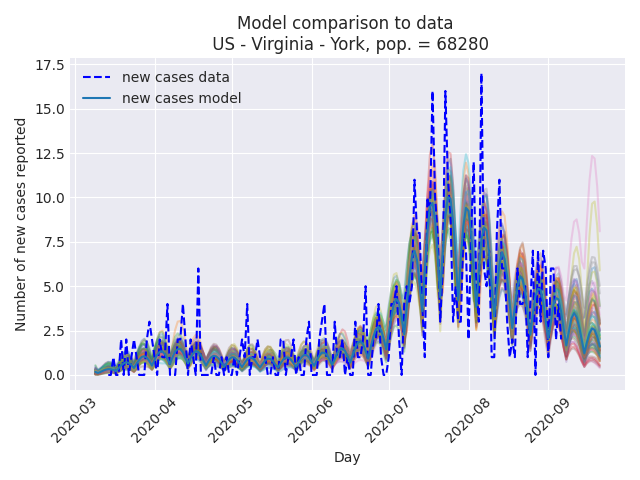 Model comparison to data
US - Virginia - York, pop. = 68280
new cases data
new cases model
Number of new cases reported
17.5
15.0
12.5
10.0
7.5
5.0
2.5
0.0
2020-03
2020-04
2020-05
2020-06
2020-07
2020-08
2020-09
Day